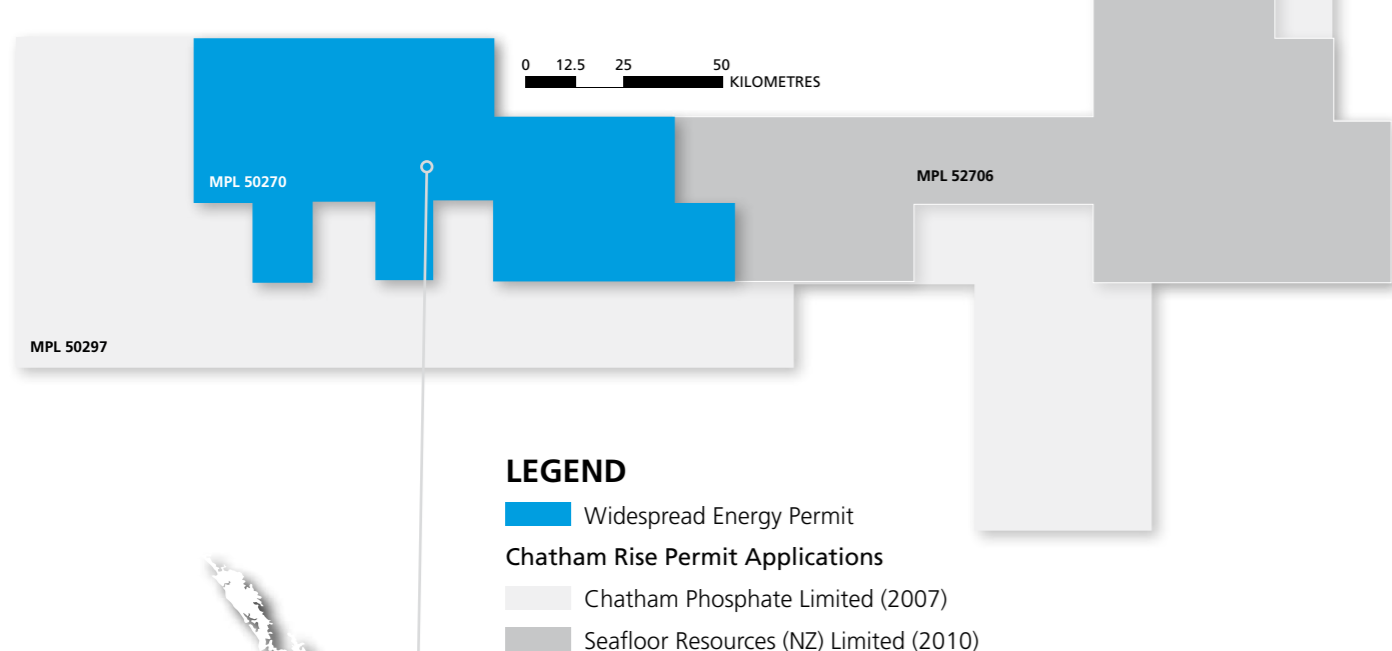 0 12.5 25 50
KILOMETRES
MPL 50270
MPL 52706
MPL 50297
LEGEND
Widespread Energy Permit
Chatham Rise Permit Applications
Chatham Phosphate Limited (2007)
Seafloor Resources (NZ) Limited (2010)